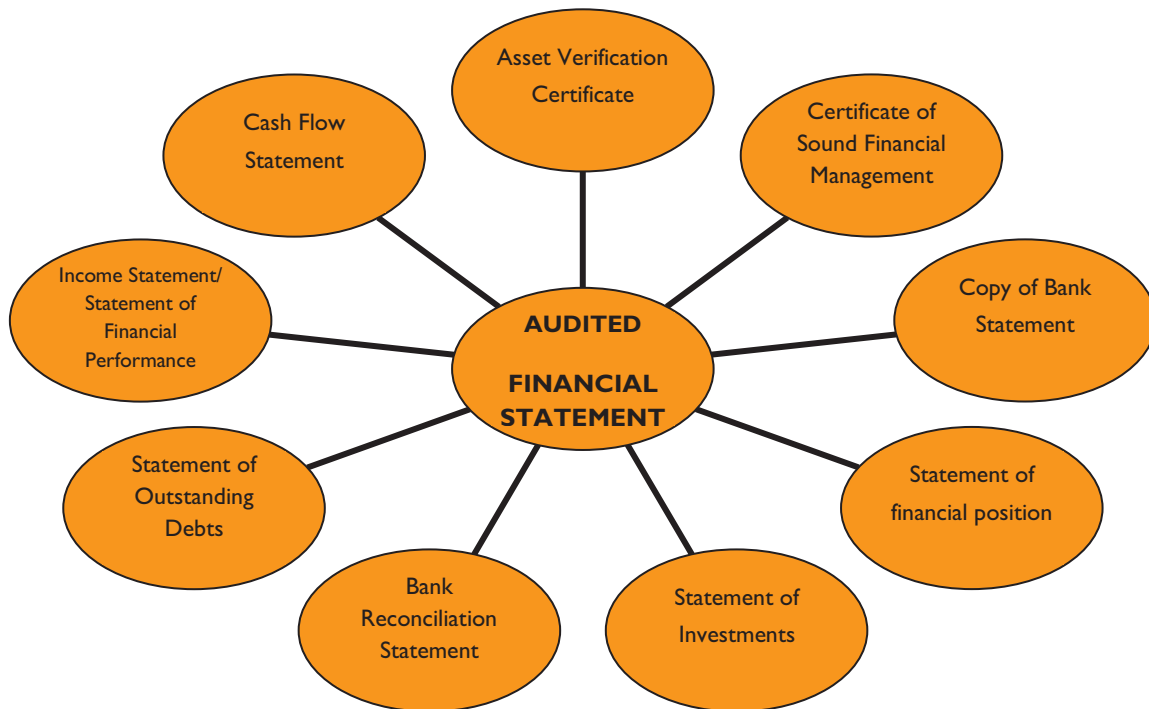 Asset Verification
Certificate
Cash Flow
Statement
Certificate of
Sound Financial
Management
Income Statement/
Statement of
Financial
Performance
Copy of Bank
Statement
AUDITED
FINANCIAL
STATEMENT
Statement of
Outstanding
Debts
Statement of
financial position
Bank
Reconciliation
Statement
Statement of
Investments